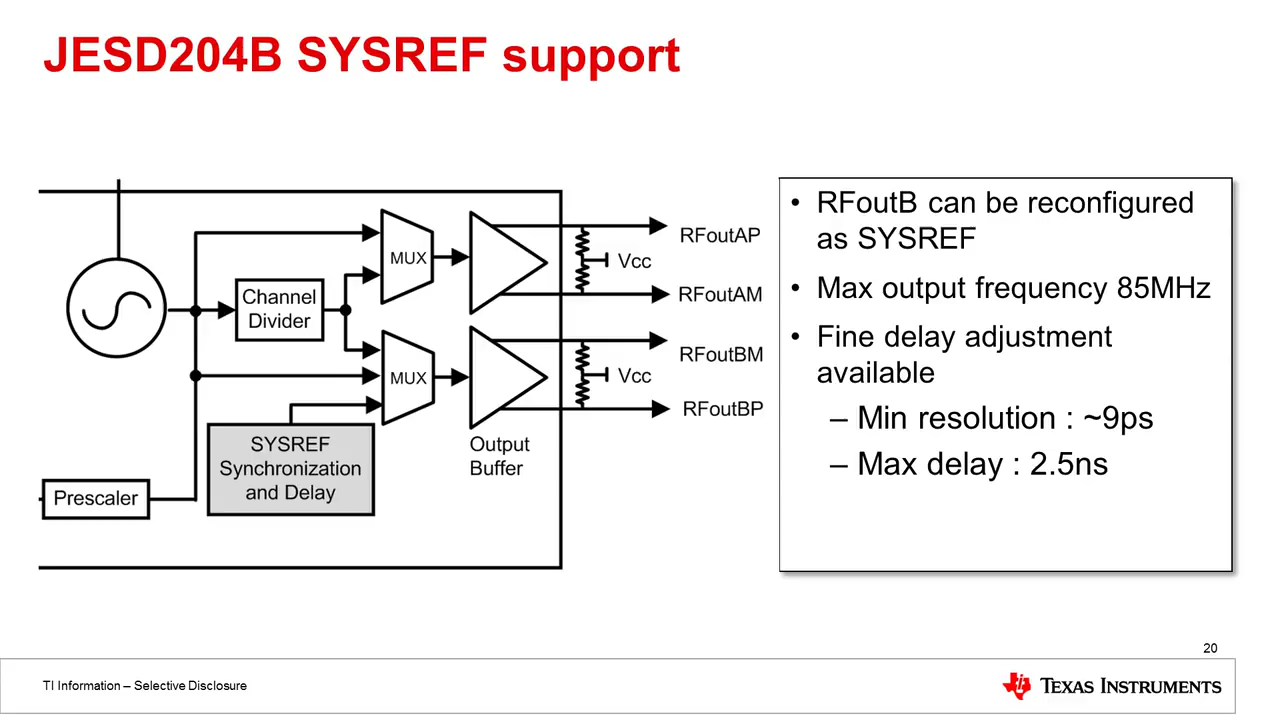 JESD204B SYSREF support
MUX
RFoutAP
Vcc
RFoutAM
Channel
Divider
MUX
RFoutBM
Vcc
RFoutBP
SYSREF
Synchronization
and Delay
Output
Buffer
Prescaler
• RFoutB can be reconfigured
as SYSREF
• Max output frequency 85MHz
• Fine delay adjustment
available
– Min resolution : ~9ps
– Max delay : 2.5ns
20
TI Information – Selective Disclosure
TEXAS INSTRUMENTS